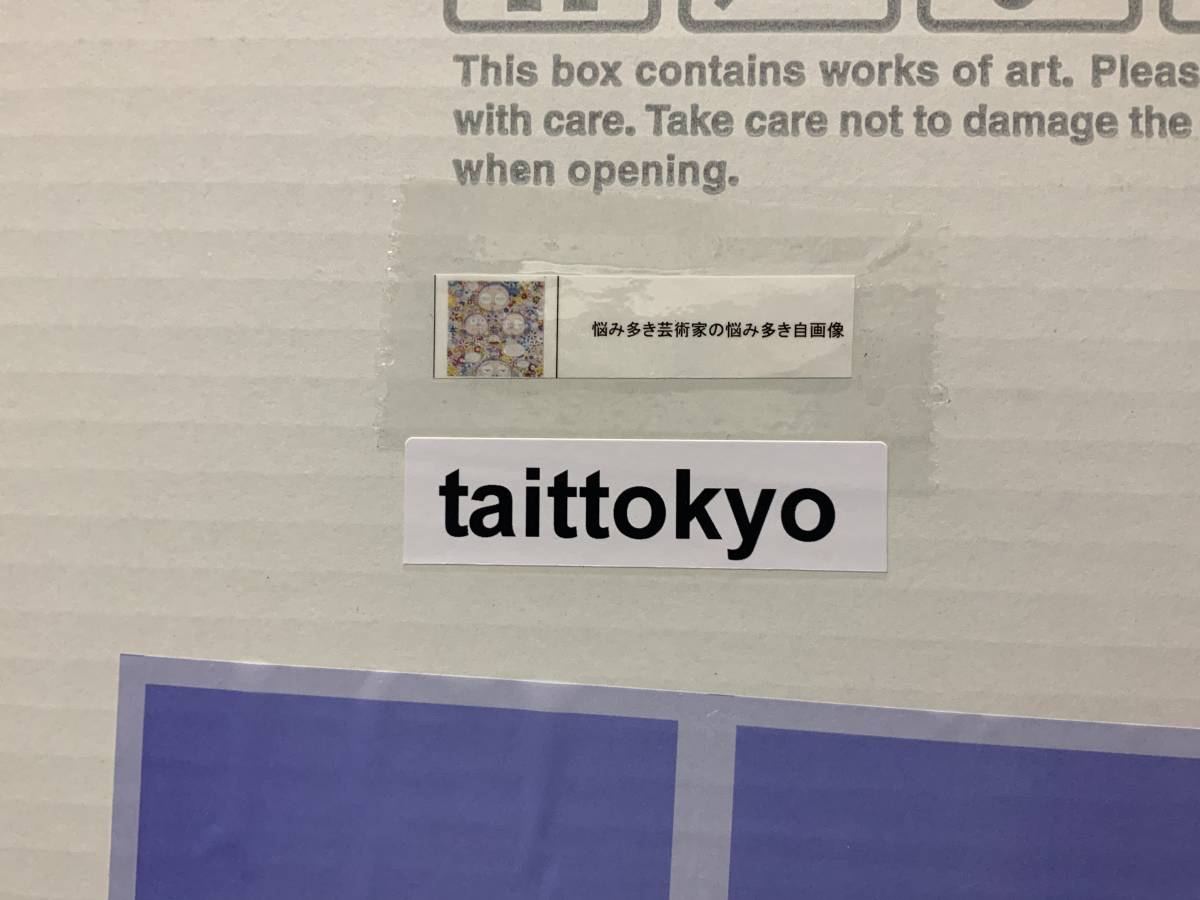 This box contains works of art.
with care. Take care not to damage the
when opening.
悩み多き芸術家の悩み多き自画像
taittokyo